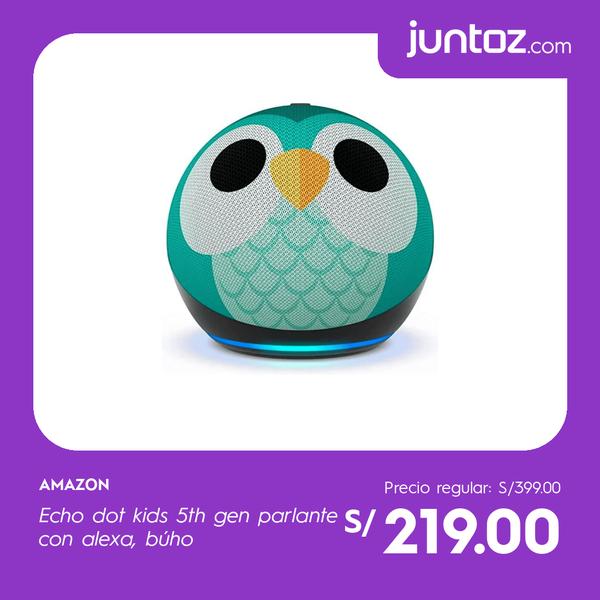 juntoz.com
AMAZON
Echo dot kids 5th gen parlante
con alexa, búho
Precio regular: S/399.00
S/ 219.00